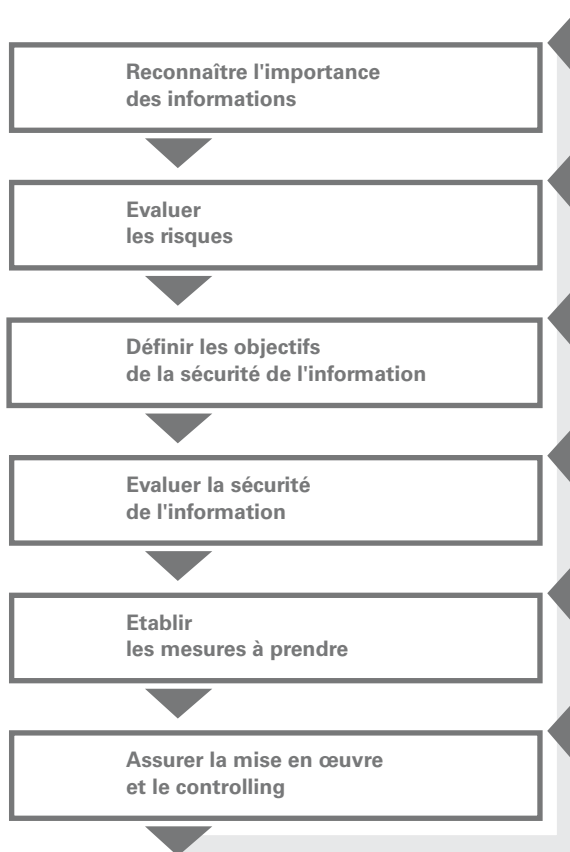 Reconnaître l'importance
des informations
Evaluer
les risques
Définir les objectifs
de la sécurité de l'information
Evaluer la sécurité
de l'information
Etablir
les mesures à prendre
Assurer la mise en œuvre
et le controlling